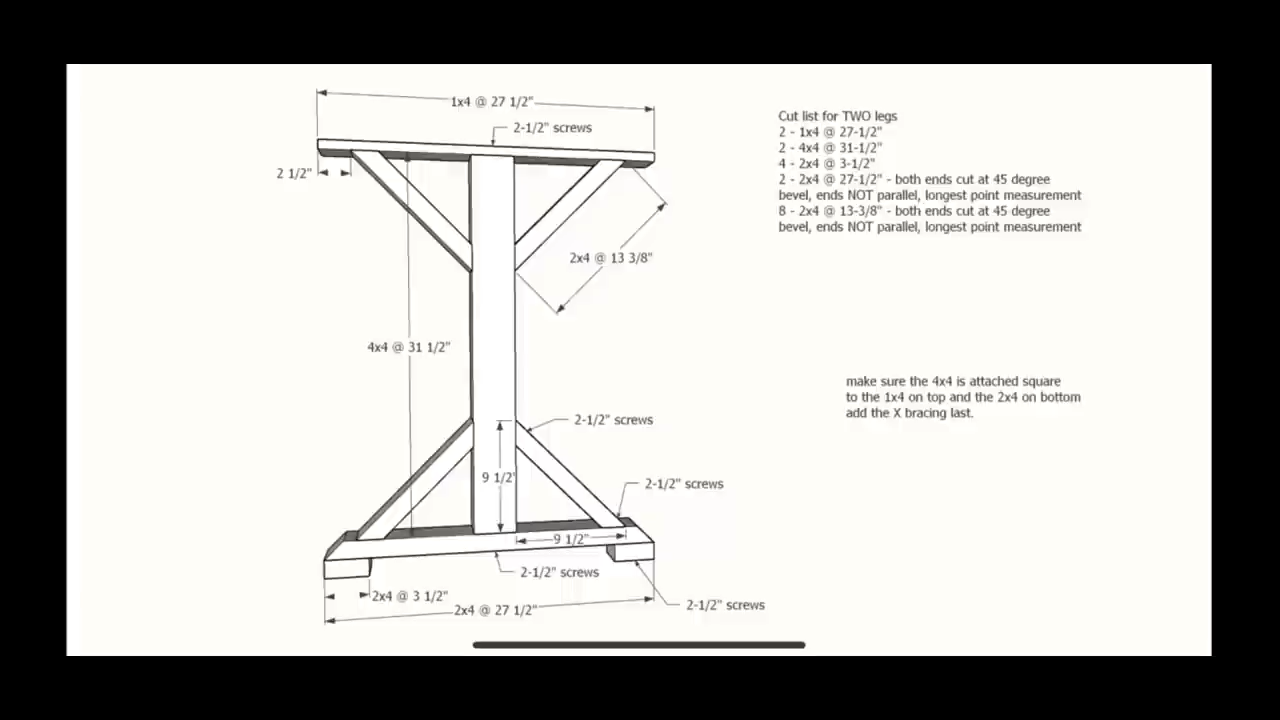 1x4 @ 27 1/2"
2-1/2" screws
2 1/2"
2x4 @ 13 3/8"
4x4 @ 31 1/2"
2-1/2" screws
9 1/2"
2-1/2" screws
9 1/2"
2-1/2" screws
2x4 @ 3 1/2"
2x4 @ 27 1/2"
2-1/2" screws
Cut list for TWO legs
2 - 1x4 @ 27-1/2"
2 - 4x4 @ 31-1/2"
4 - 2x4 @ 3-1/2"
2 - 2x4 @ 27-1/2" - both ends cut at 45 degree
bevel, ends NOT parallel, longest point measurement
8 - 2x4 @ 13-3/8" - both ends cut at 45 degree
bevel, ends NOT parallel, longest point measurement
make sure the 4x4 is attached square
to the 1x4 on top and the 2x4 on bottom
add the X bracing last.